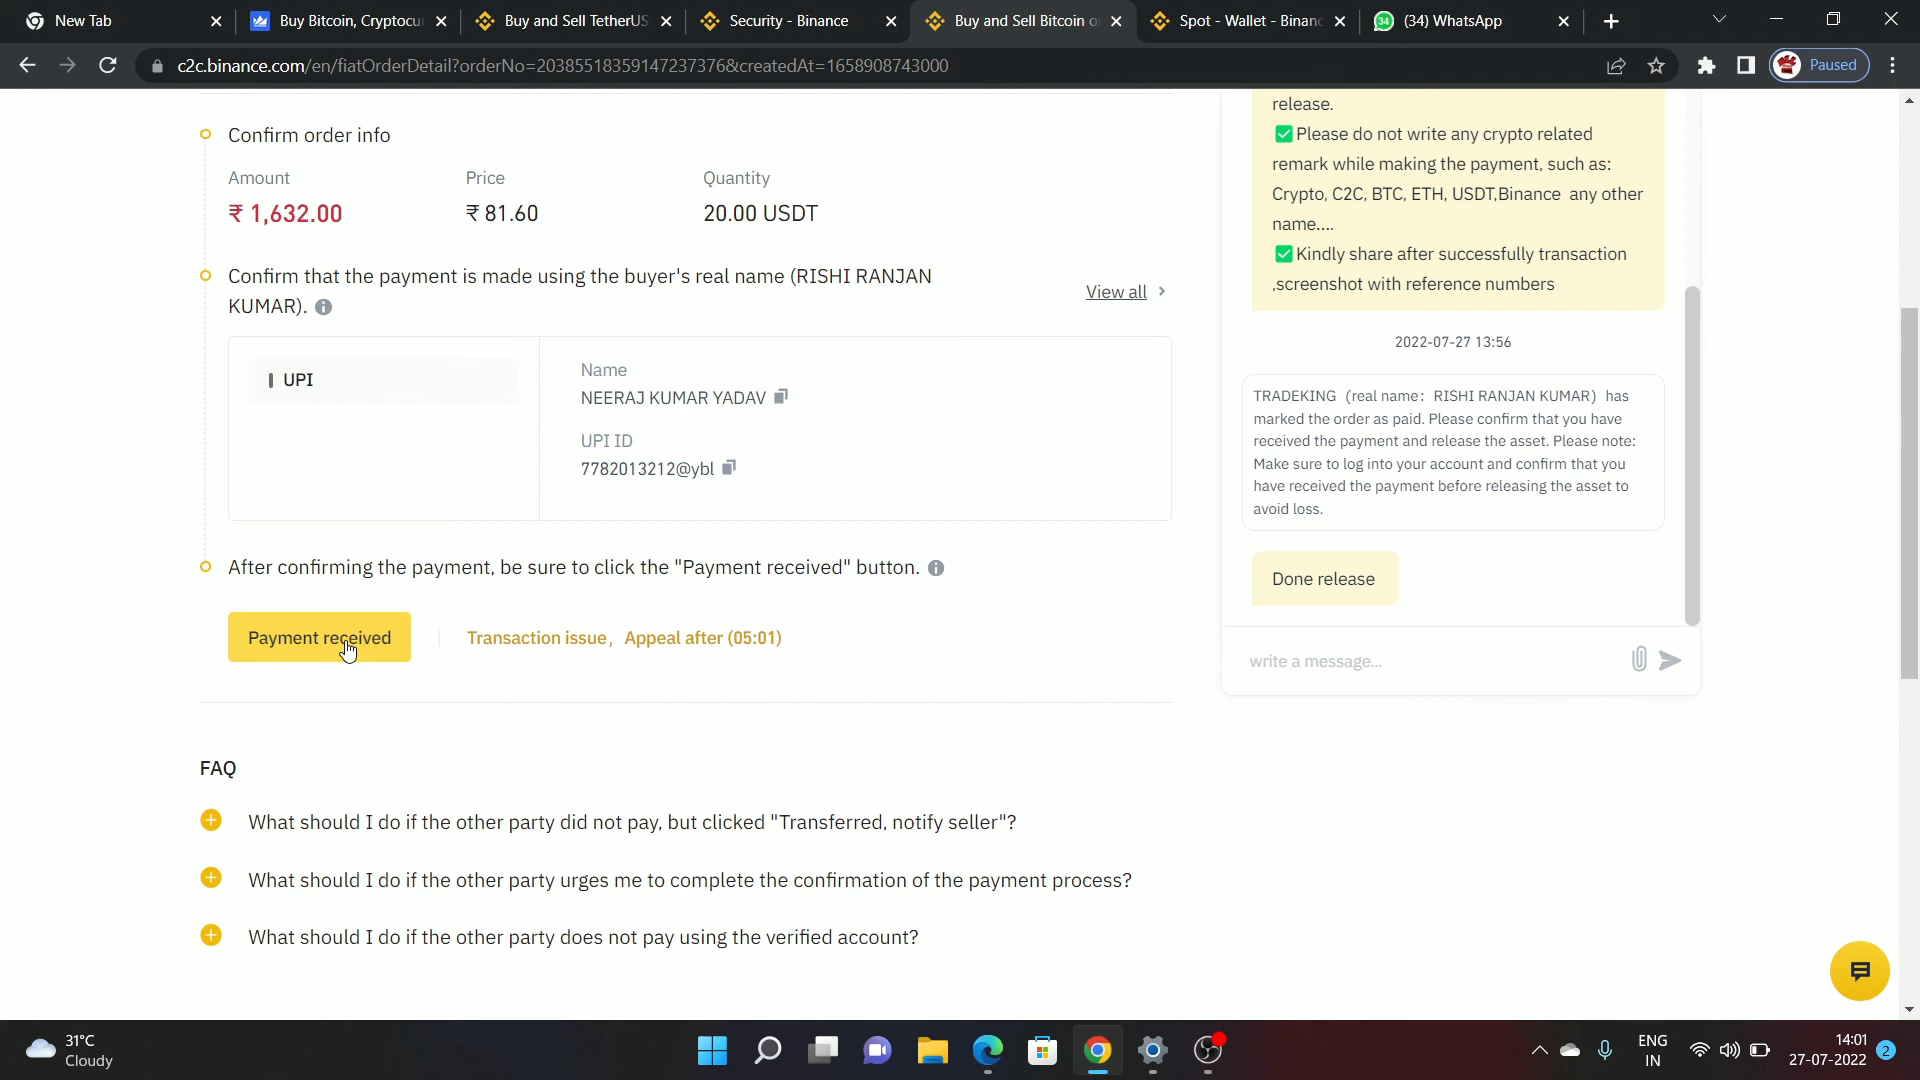 New Tab
Buy Bitcoin, Cryptocur
Buy and Sell TetherUS
Security - Binance
Buy and Sell Bitcoin o
Spot - Wallet - Binanc
34
(34) WhatsApp
c2c.binance.com/en/fiatOrderDetail?orderNo=20385518359147237376&createdAt=1658908743000
Paused
Confirm order info
Amount Price Quantity
₹ 1,632.00 ₹ 81.60 20.00 USDT
Confirm that the payment is made using the buyer's real name (RISHI RANJAN
KUMAR).
View all
UPI
Name
NEERAJ KUMAR YADAV
UPI ID
7782013212@ybl
After confirming the payment, be sure to click the "Payment received" button.
Payment received
Transaction issue, Appeal after (05:01)
FAQ
What should I do if the other party did not pay, but clicked "Transferred, notify seller"?
What should I do if the other party urges me to complete the confirmation of the payment process?
What should I do if the other party does not pay using the verified account?
release.
✅Please do not write any crypto related
remark while making the payment, such as:
Crypto, C2C, BTC, ETH, USDT,Binance any other
name....
✅Kindly share after successfully transaction
,screenshot with reference numbers
2022-07-27 13:56
TRADEKING (real name: RISHI RANJAN KUMAR) has
marked the order as paid. Please confirm that you have
received the payment and release the asset. Please note:
Make sure to log into your account and confirm that you
have received the payment before releasing the asset to
avoid loss.
Done release
write a message...
31°C
Cloudy
ENG
IN
14:01
27-07-2022
2